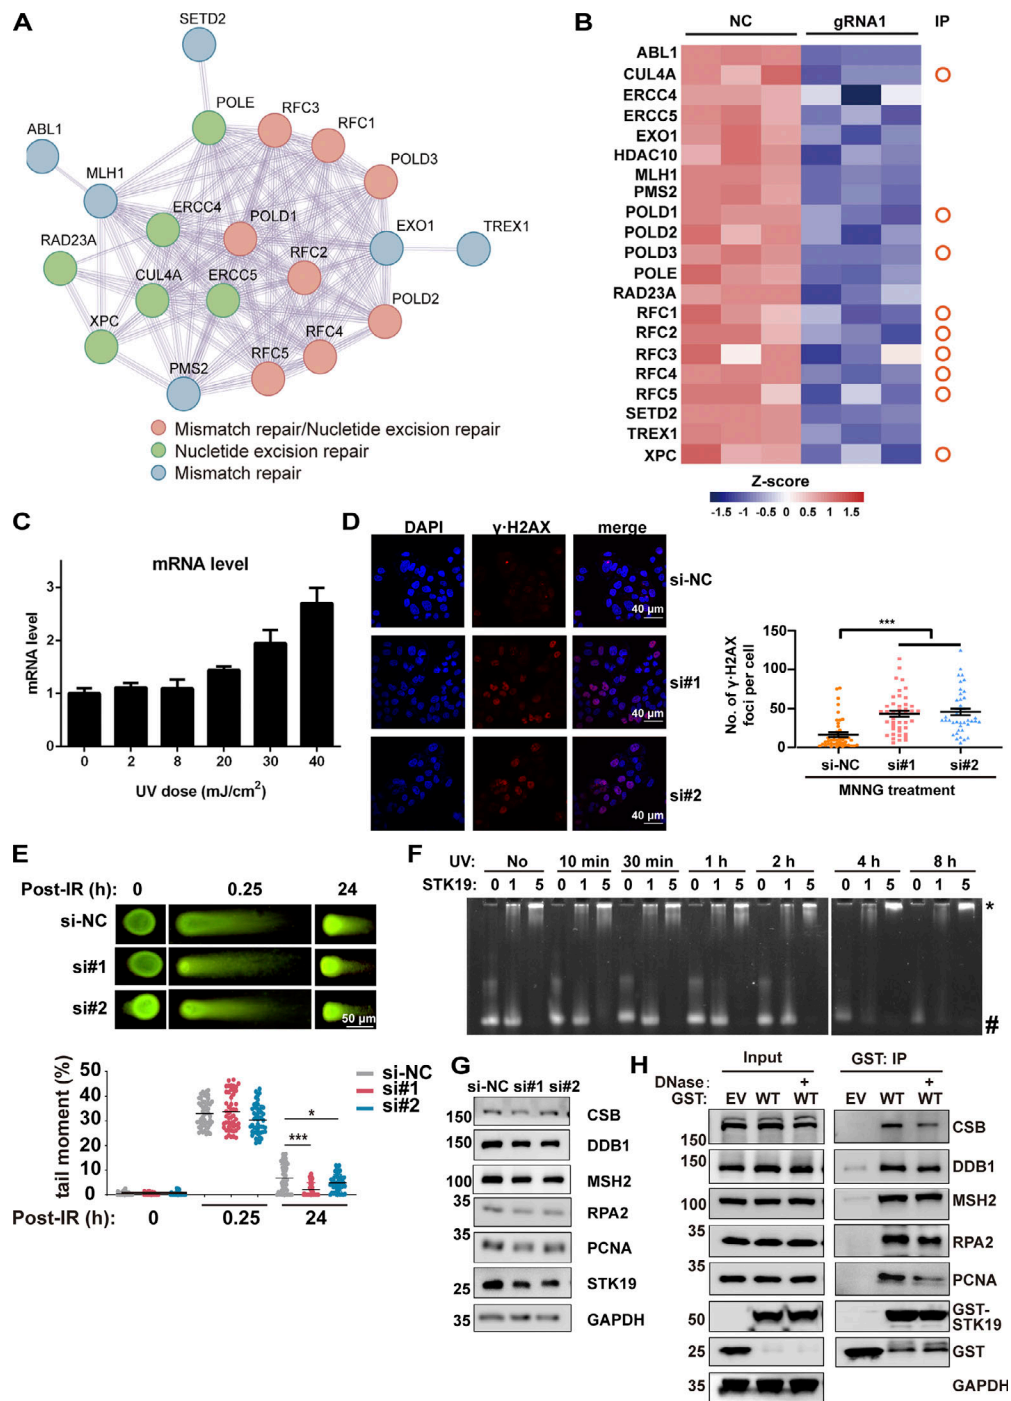 A
SETD2
POLE
RFC3
RFC1
ABL1
POLD3
MLH1
ERCC4
POLD1
EXO1
TREX1
RAD23A
RFC2
CUL4A
ERCC5
POLD2
XPC
RFC4
PMS2
RFC5
Mismatch repair/Nucletide excision repair
Nucletide excision repair
Mismatch repair
B
NC gRNA1 IP
ABL1
CUL4A
ERCC4
ERCC5
EXO1
HDAC10
MLH1
PMS2
POLD1
POLD2
POLD3
POLE
RAD23A
RFC1
RFC2
RFC3
RFC4
RFC5
SETD2
TREX1
XPC
Z-score
-1.5 -1 -0.5 0 0.5 1 1.5
C
mRNA level
mRNA level
3
2
1
0
0 2 8 20 30 40
UV dose (mJ/cm²)
D
DAPI γ·H2AX merge
si-NC
40 µm
si#1
40 µm
si#2
40 µm
No. of γ·H2AX
foci per cell
150
100
50
0
***
si-NC si#1 si#2
MNNG treatment
E
Post-IR (h): 0 0.25 24
si-NC
si#1
si#2
50 µm
tail moment (%)
50
40
30
20
10
0
si-NC
si#1
si#2
*
***
Post-IR (h): 0 0.25 24
F
UV: No 10 min 30 min 1 h 2 h 4 h 8 h
STK19: 0 1 5 0 1 5 0 1 5 0 1 5 0 1 5 0 1 5 0 1 5
*
#
G
si-NC si#1 si#2
150 CSB
150 DDB1
100 MSH2
35 RPA2
35 PCNA
25 STK19
35 GAPDH
H
Input GST: IP
DNase: + +
GST: EV WT WT EV WT WT
150 150 CSB
150 150 DDB1
100 100 MSH2
35 35 RPA2
35 35 PCNA
50 50 GST-
STK19
25 25 GST
35 GAPDH